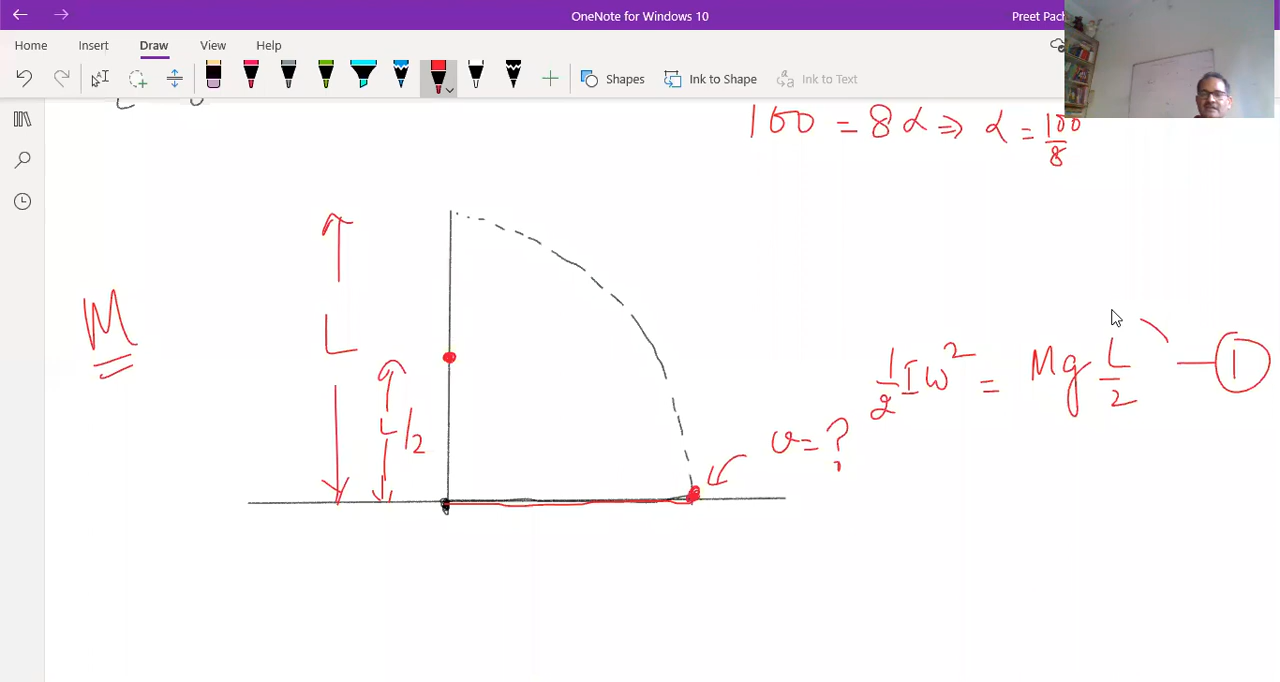 OneNote for Windows 10
Preet Pach
Home Insert Draw View Help
Shapes Ink to Shape Ink to Text
100 = 8α ⇒ α = 100/8
M
L
L/2
1/2 Iω² = Mg L/2 — 1
v = ?